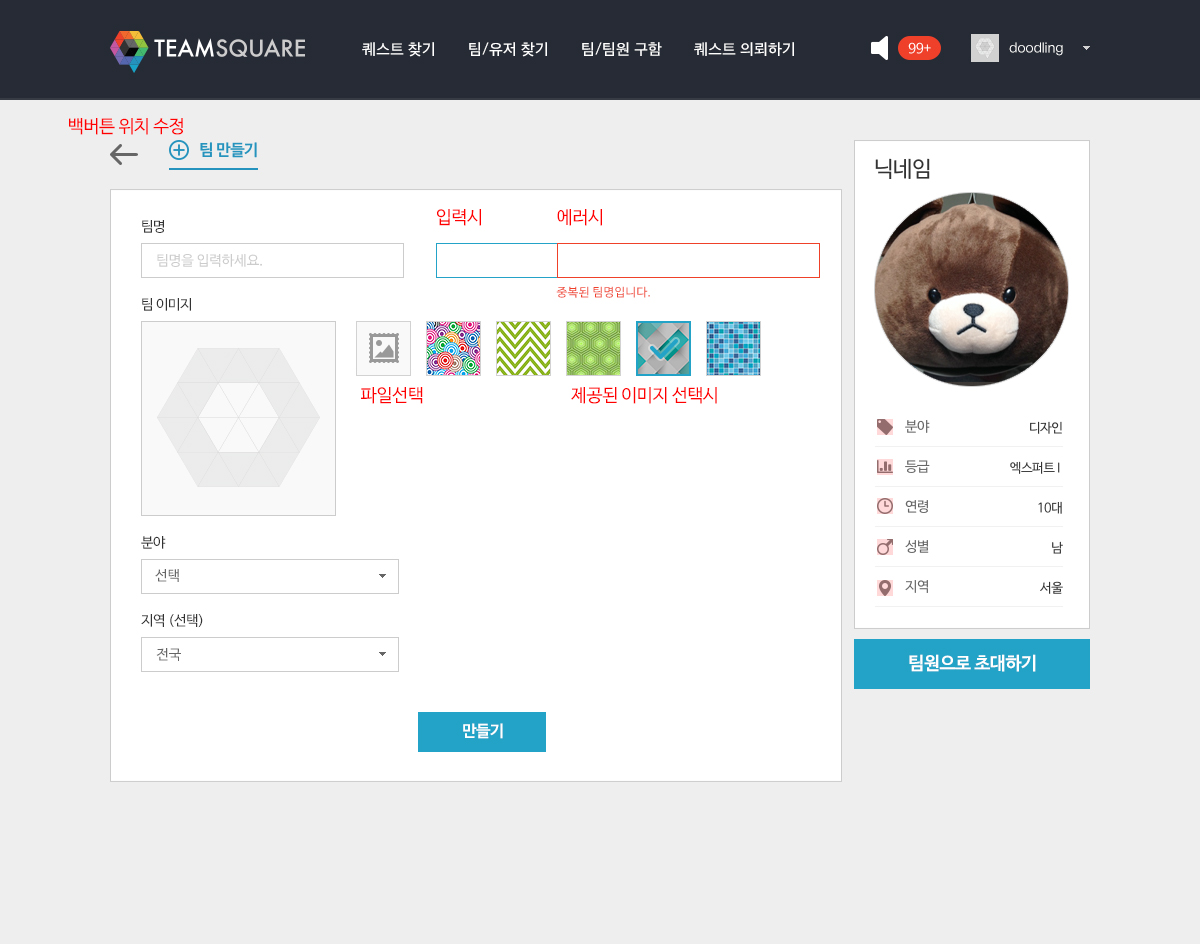 TEAMSQUARE
퀘스트 찾기 팀/유저 찾기 팀/팀원 구함 퀘스트 의뢰하기
99+
doodling
백버튼 위치 수정
팀 만들기
팀명
팀명을 입력하세요.
입력시
에러시
중복된 팀명입니다.
팀 이미지
파일선택
제공된 이미지 선택시
분야
선택
지역 (선택)
전국
만들기
닉네임
분야 디자인
등급 엑스퍼트 I
연령 10대
성별 남
지역 서울
팀원으로 초대하기